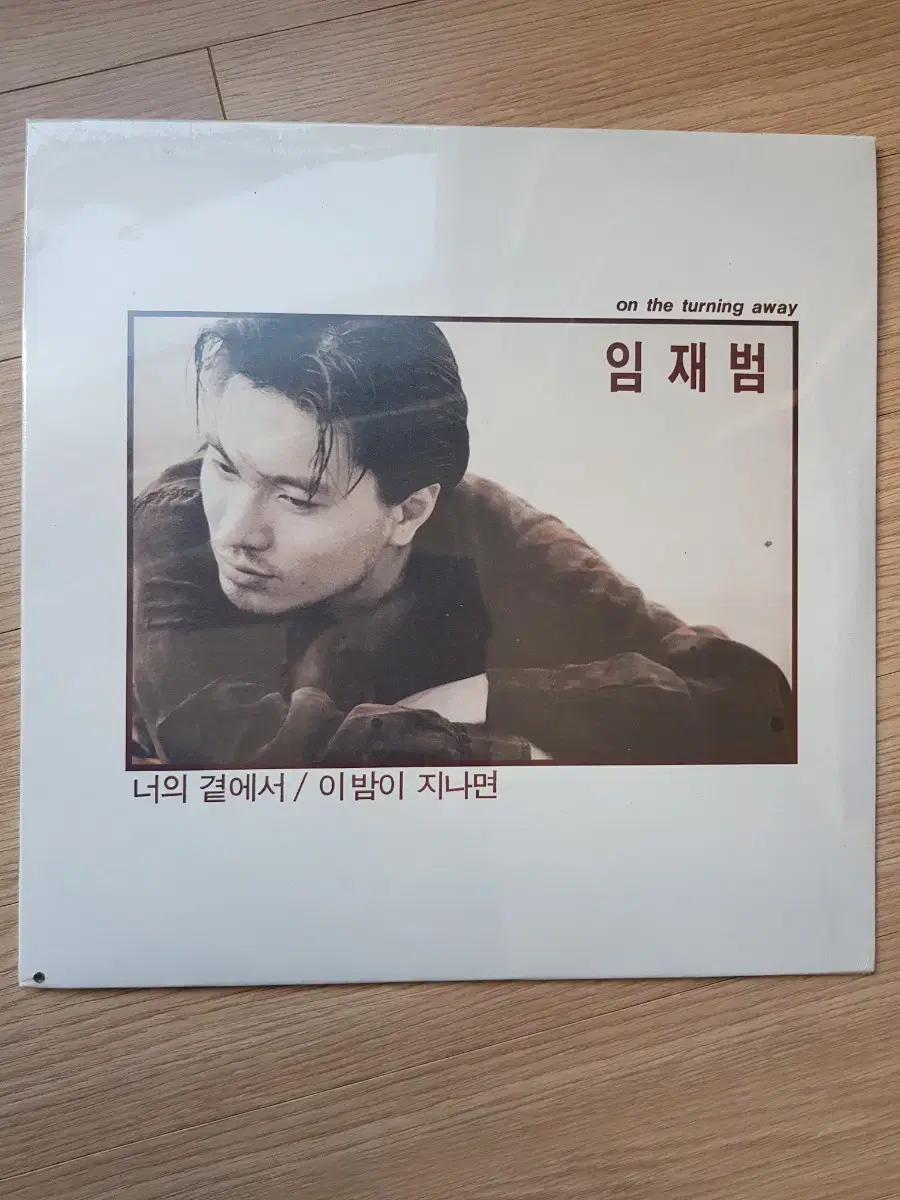 on the turning away
임재범
너의 곁에서 / 이 밤이 지나면